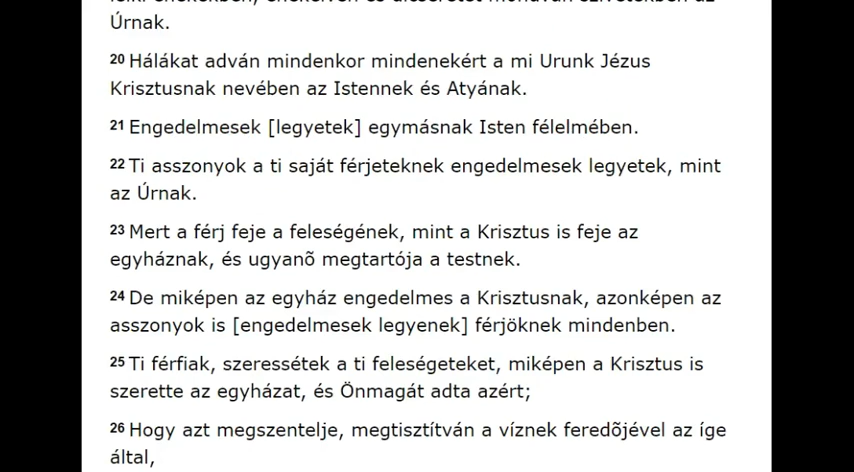 Úrnak.
20 Hálákat adván mindenkor mindenekért a mi Urunk Jézus
Krisztusnak nevében az Istennek és Atyának.
21 Engedelmesek [legyetek] egymásnak Isten félelmében.
22 Ti asszonyok a ti saját férjeteknek engedelmesek legyetek, mint
az Úrnak.
23 Mert a férj feje a feleségének, mint a Krisztus is feje az
egyháznak, és ugyanõ megtartója a testnek.
24 De miképen az egyház engedelmes a Krisztusnak, azonképen az
asszonyok is [engedelmesek legyenek] férjöknek mindenben.
25 Ti férfiak, szeressétek a ti feleségeteket, miképen a Krisztus is
szerette az egyházat, és Önmagát adta azért;
26 Hogy azt megszentelje, megtisztítván a víznek feredõjével az íge
által,